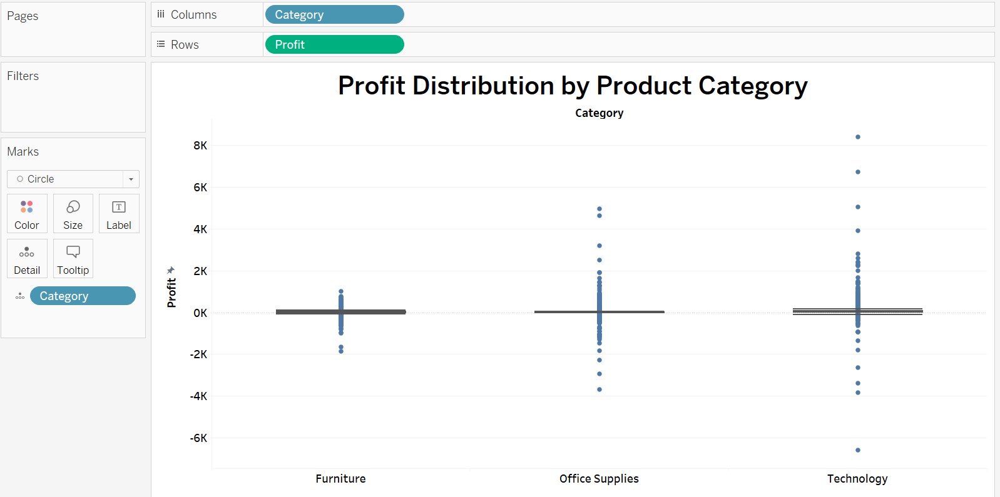 Pages
Columns
Category
Rows
Profit
Filters
Marks
Circle
Color
Size
T
Label
Detail
Tooltip
Category
Profit Distribution by Product Category
Category
8K
6K
4K
2K
0K
-2K
-4K
-6K
Profit
Furniture
Office Supplies
Technology